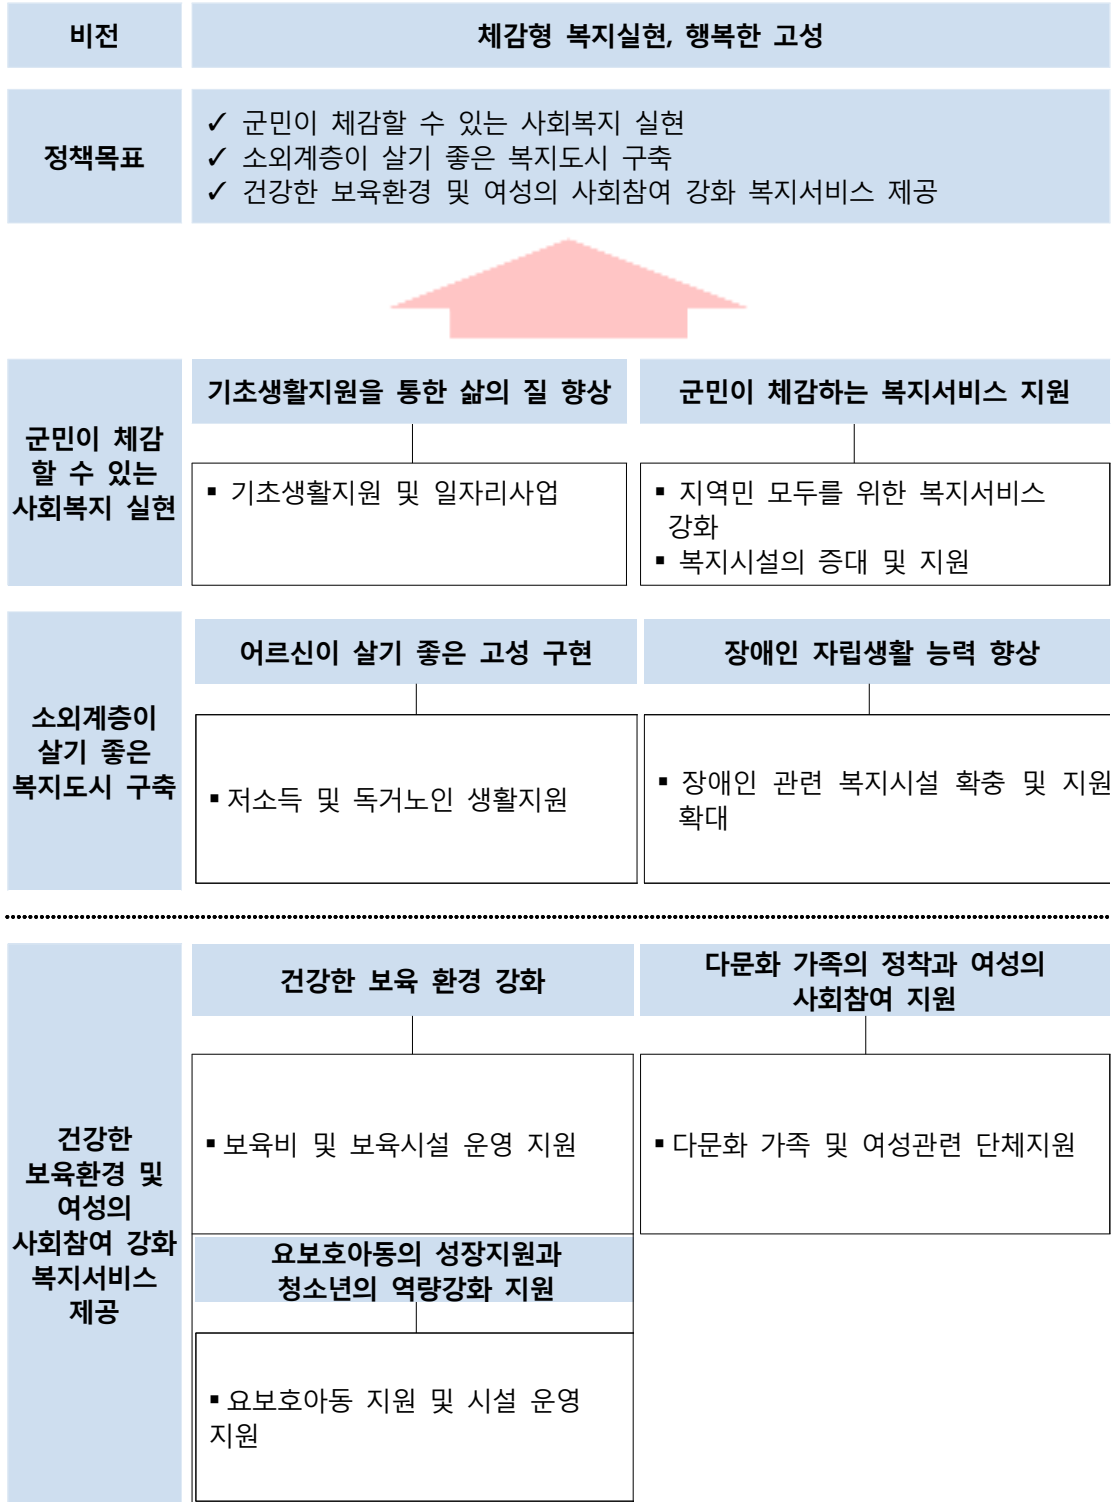 비전
체감형 복지실현, 행복한 고성
정책목표
✓ 군민이 체감할 수 있는 사회복지 실현
✓ 소외계층이 살기 좋은 복지도시 구축
✓ 건강한 보육환경 및 여성의 사회참여 강화 복지서비스 제공
군민이 체감
할 수 있는
사회복지 실현
기초생활지원을 통한 삶의 질 향상
▪ 기초생활지원 및 일자리사업
군민이 체감하는 복지서비스 지원
▪ 지역민 모두를 위한 복지서비스
강화
▪ 복지시설의 증대 및 지원
소외계층이
살기 좋은
복지도시 구축
어르신이 살기 좋은 고성 구현
▪ 저소득 및 독거노인 생활지원
장애인 자립생활 능력 향상
▪ 장애인 관련 복지시설 확충 및 지원
확대
건강한
보육환경 및
여성의
사회참여 강화
복지서비스
제공
건강한 보육 환경 강화
▪ 보육비 및 보육시설 운영 지원
다문화 가족의 정착과 여성의
사회참여 지원
▪ 다문화 가족 및 여성관련 단체지원
요보호아동의 성장지원과
청소년의 역량강화 지원
▪ 요보호아동 지원 및 시설 운영
지원